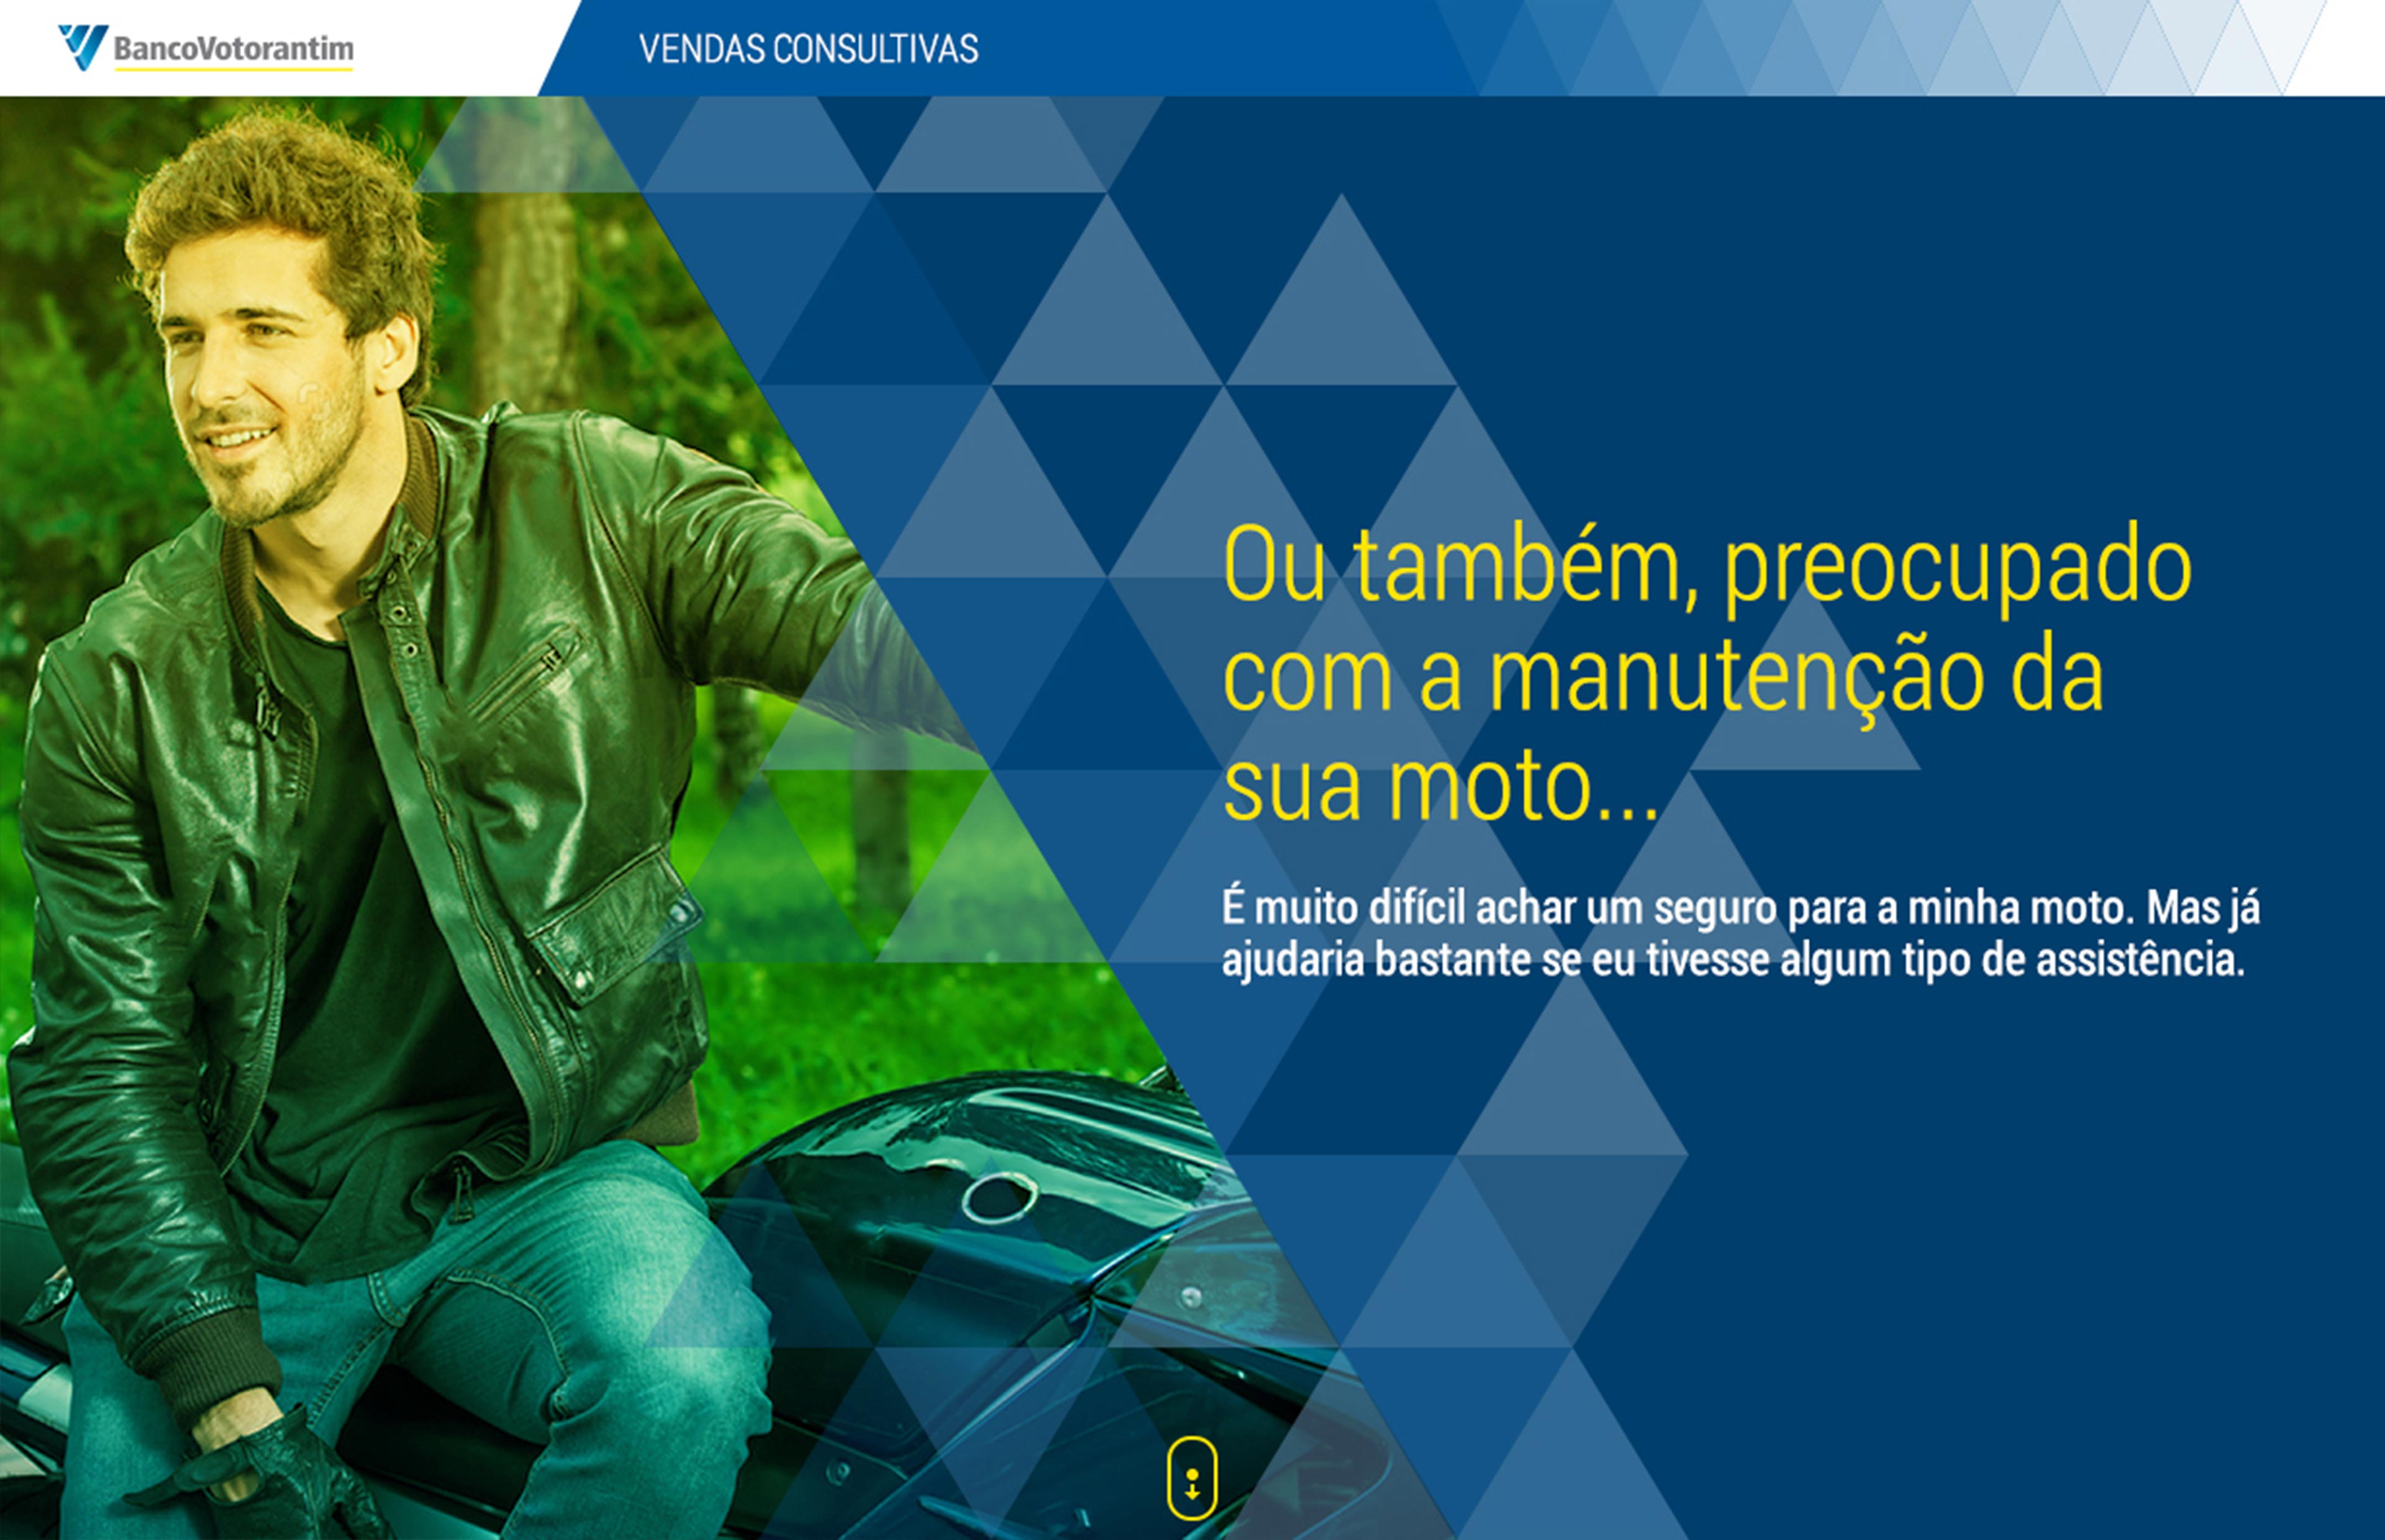 BancoVotorantim
VENDAS CONSULTIVAS
Ou também, preocupado
com a manutenção da
sua moto...
É muito difícil achar um seguro para a minha moto. Mas já
ajudaria bastante se eu tivesse algum tipo de assistência.